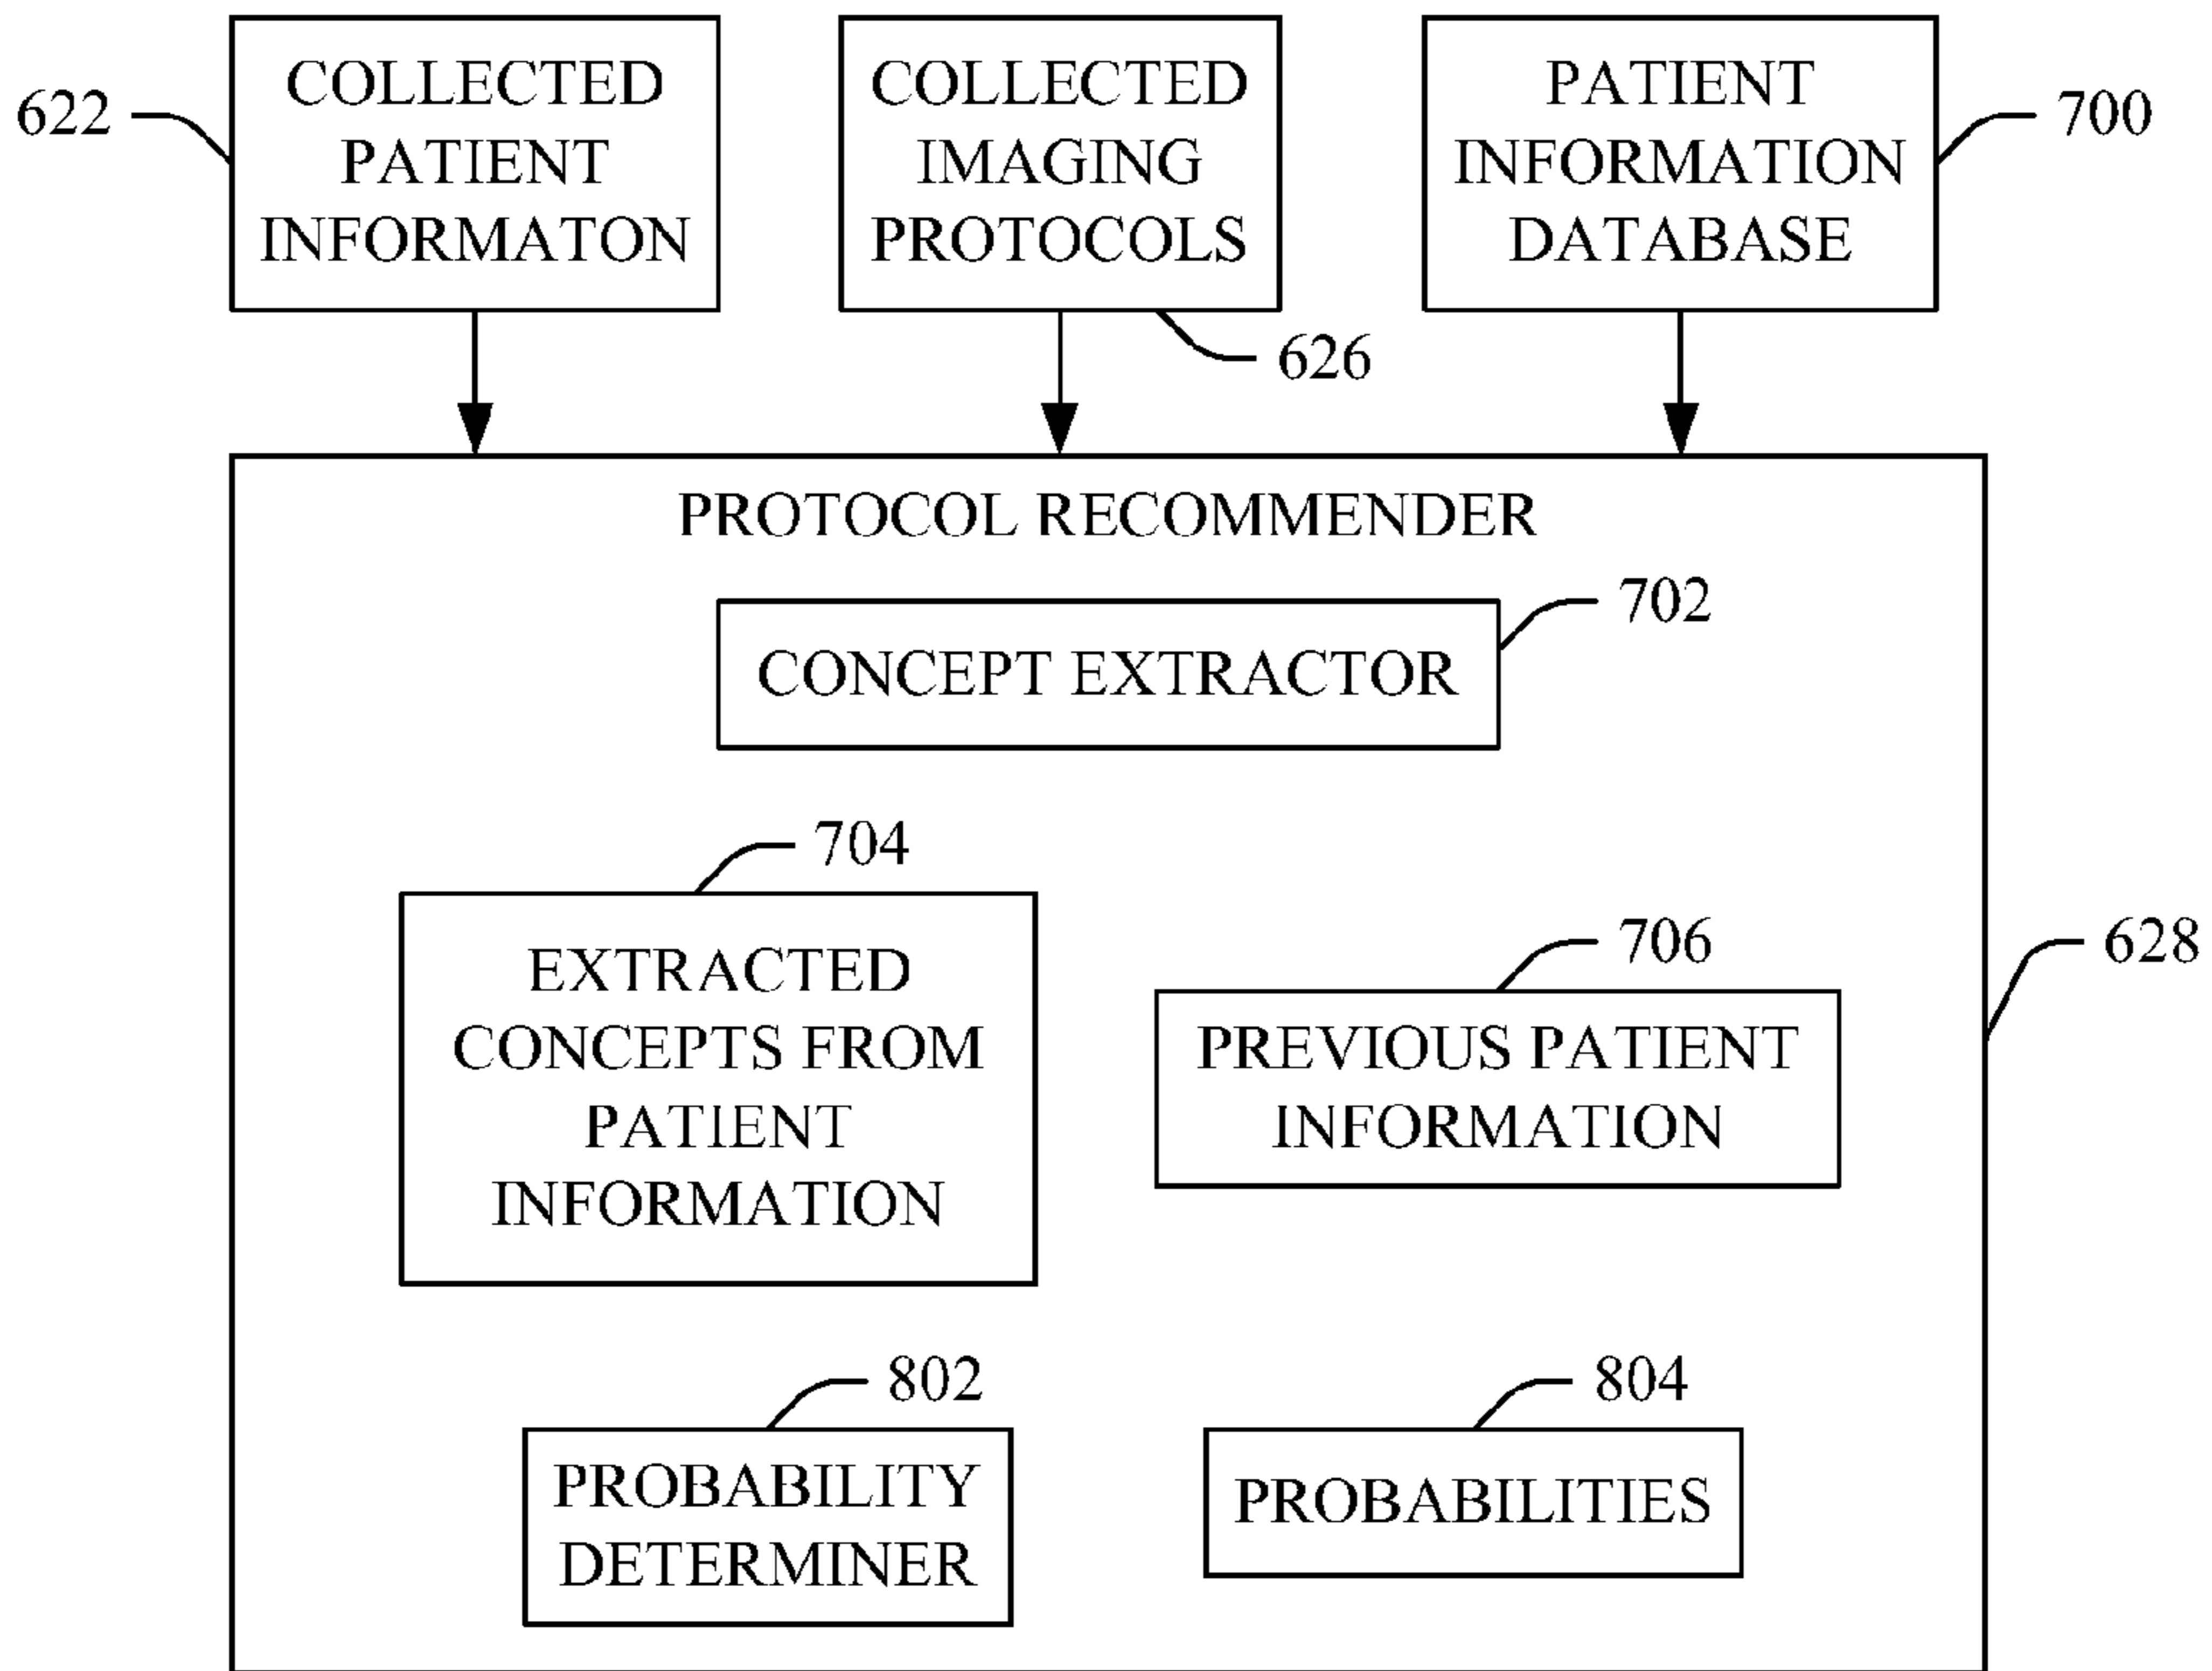 COLLECTED
PATIENT
INFORMATON
622
COLLECTED
IMAGING
PROTOCOLS
626
PATIENT
INFORMATION
DATABASE
700
PROTOCOL RECOMMENDER
702
CONCEPT EXTRACTOR
704
EXTRACTED
CONCEPTS FROM
PATIENT
INFORMATION
706
PREVIOUS PATIENT
INFORMATION
628
802
PROBABILITY
DETERMINER
804
PROBABILITIES